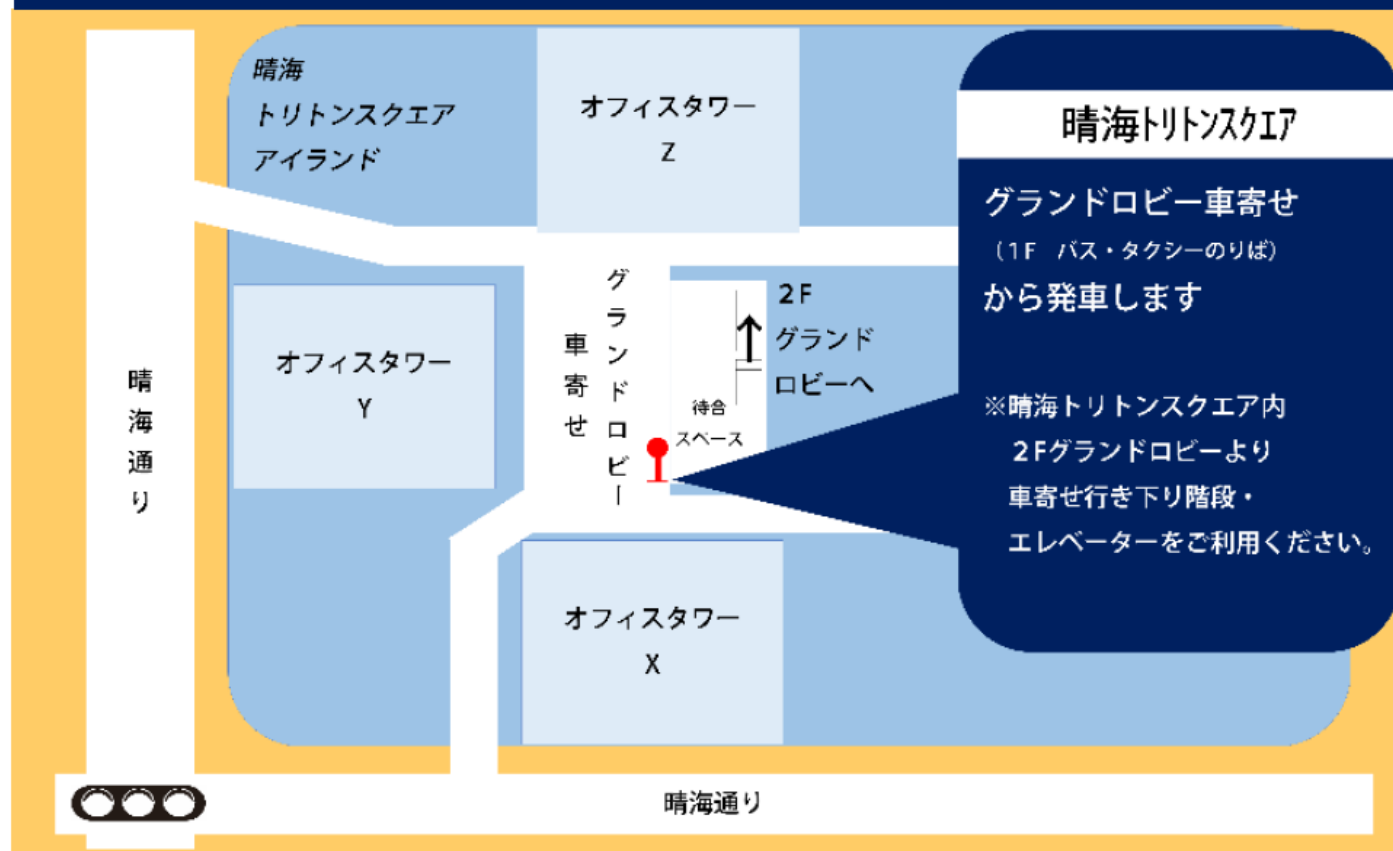 晴海
トリトンスクエア
アイランド
オフィスタワー
Z
晴海トリトンスクエア
グランドロビー車寄せ
（1F　バス・タクシーのりば）
から発車します
※晴海トリトンスクエア内
２Fグランドロビーより
車寄せ行き下り階段・
エレベーターをご利用ください。
オフィスタワー
Y
グランドロビー
車寄せ
２F
グランド
ロビーへ
待合
スペース
晴海通り
オフィスタワー
X
晴海通り